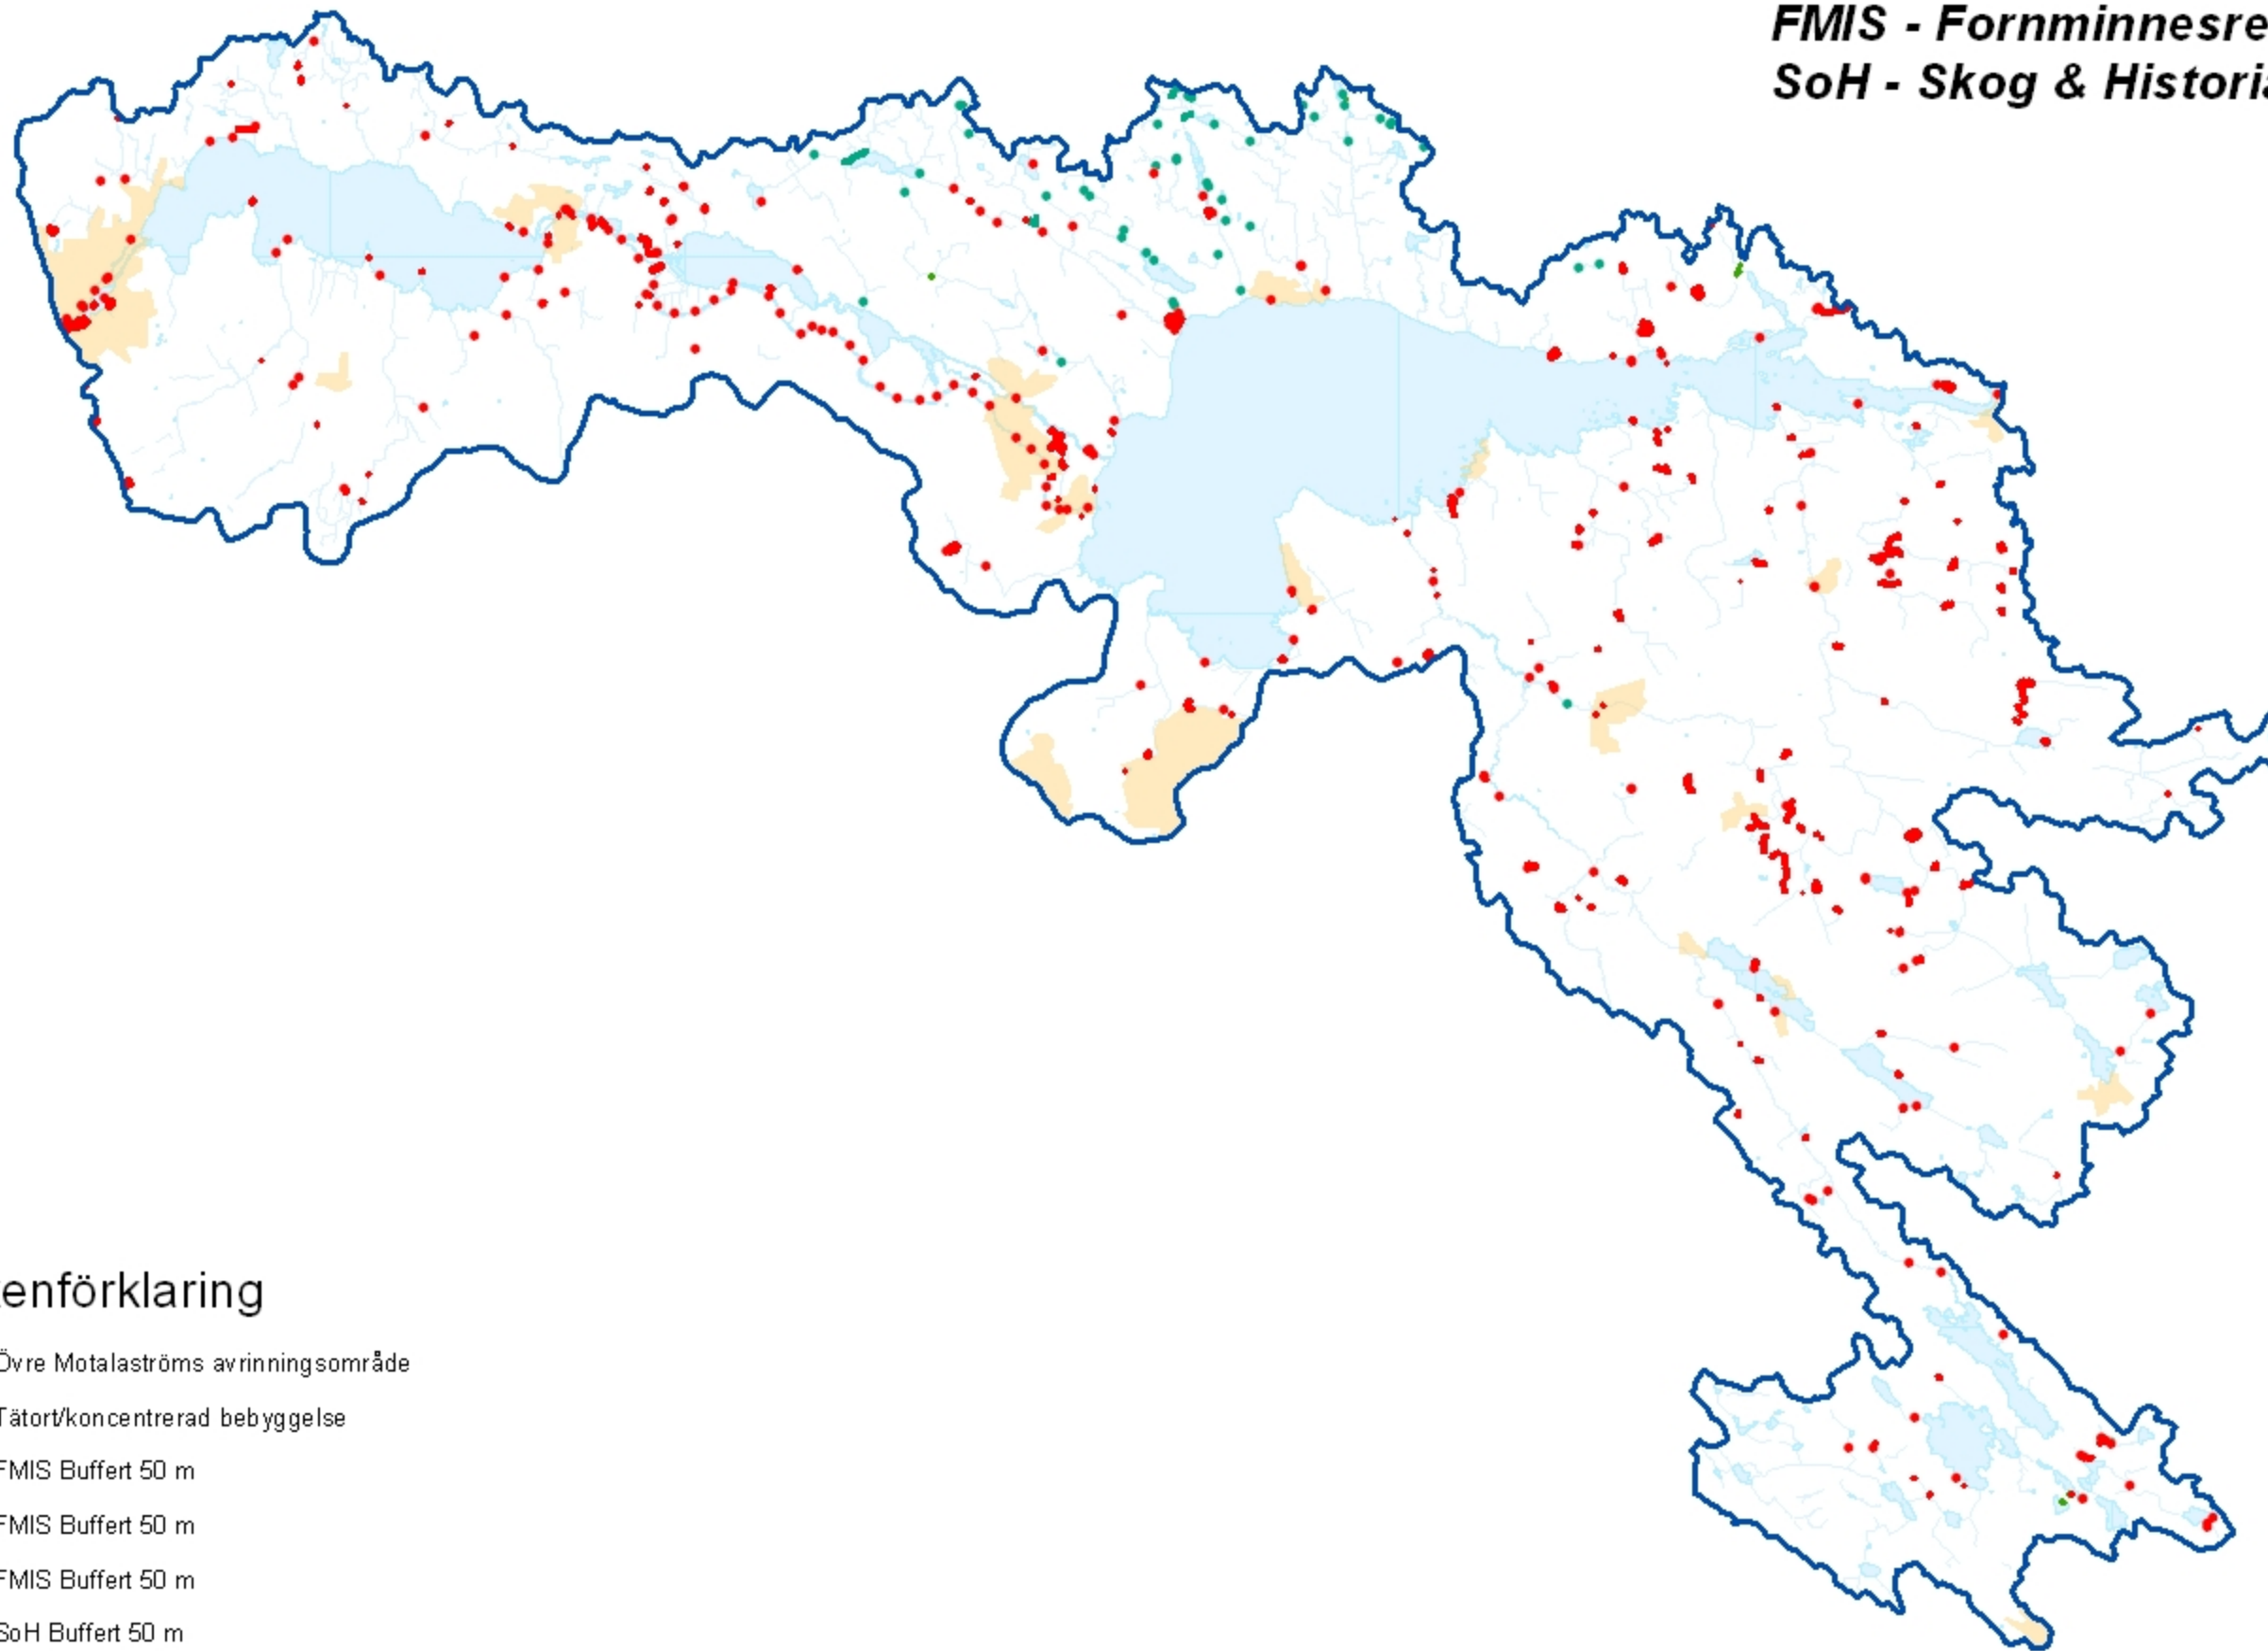 FMIS - Fornminnesre
SoH - Skog & Historia
enförklaring
Övre Motalaströms avrinningsområde
Tätort/koncentrerad bebyggelse
FMIS Buffert 50 m
FMIS Buffert 50 m
FMIS Buffert 50 m
SoH Buffert 50 m